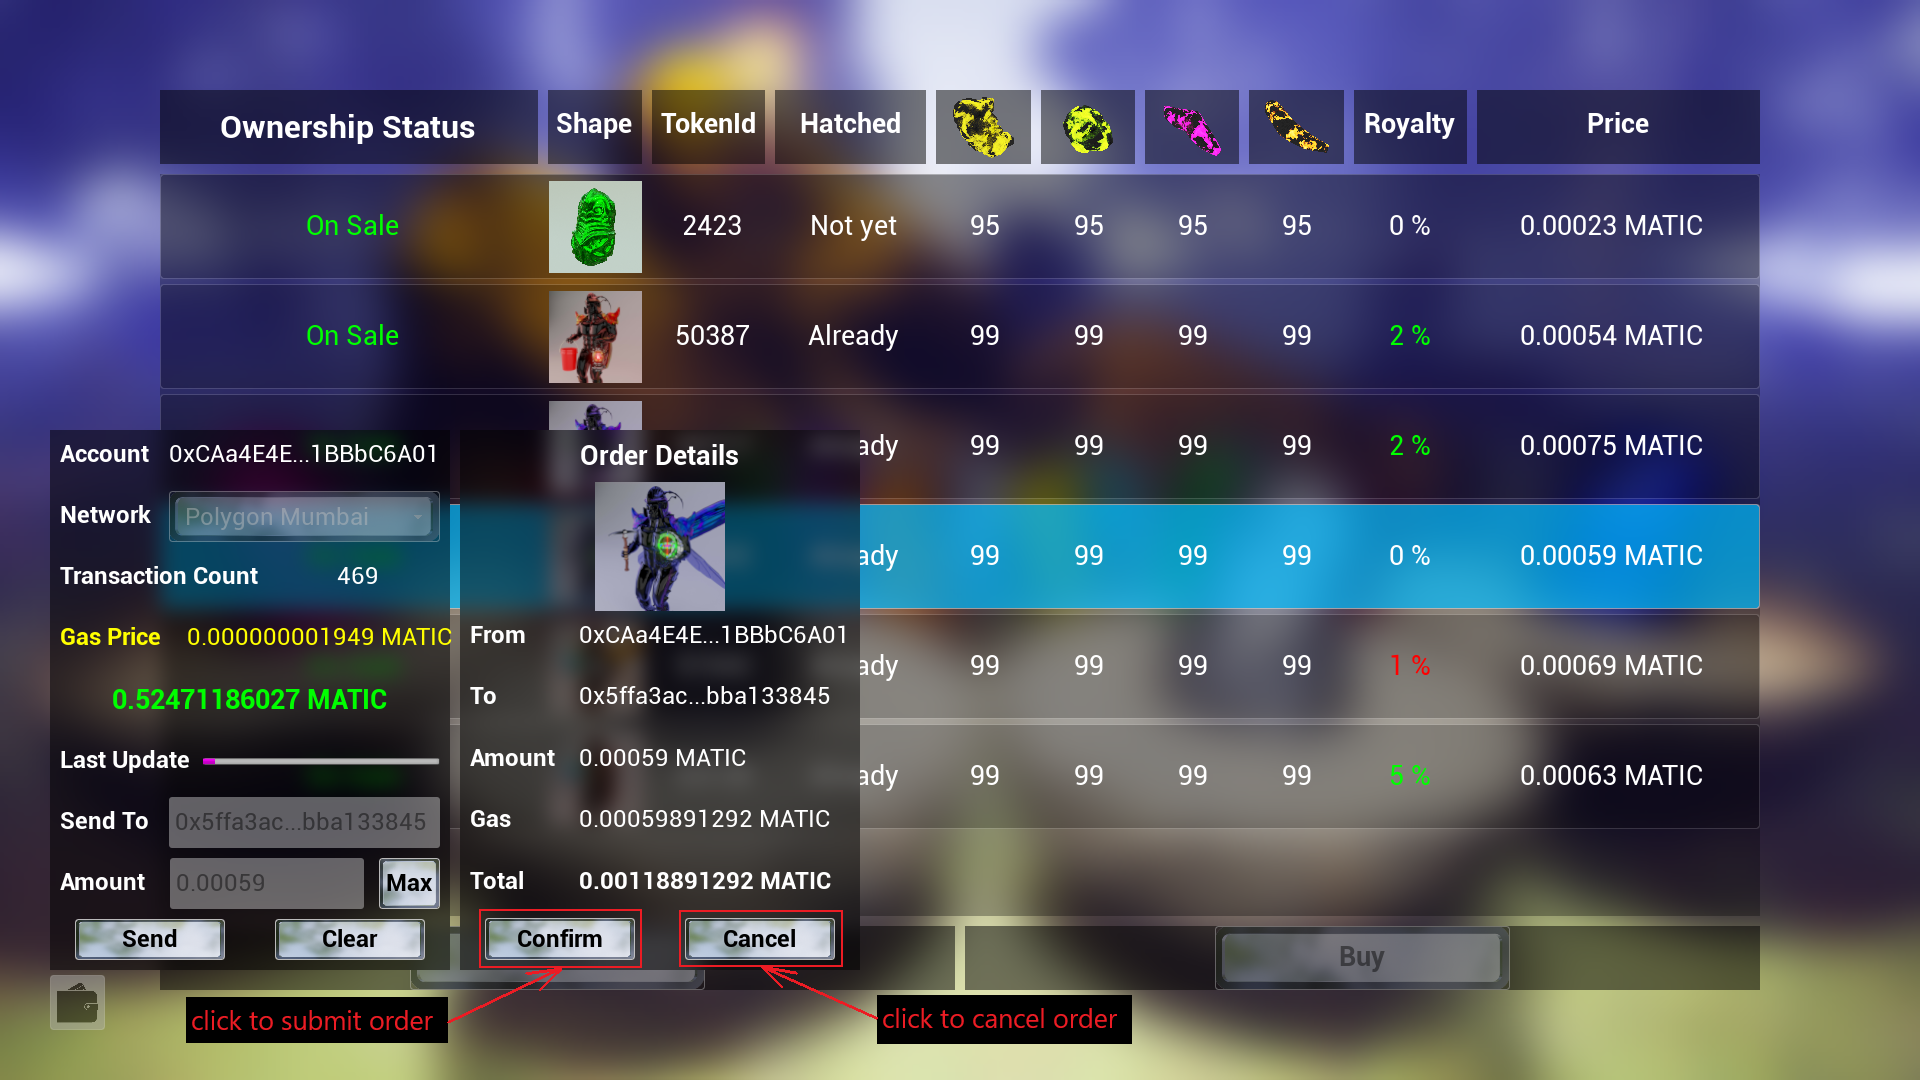 Ownership Status Shape TokenId Hatched Royalty Price
On Sale 2423 Not yet 95 95 95 95 0 % 0.00023 MATIC
On Sale 50387 Already 99 99 99 99 2 % 0.00054 MATIC
ady 99 99 99 99 2 % 0.00075 MATIC
ady 99 99 99 99 0 % 0.00059 MATIC
ady 99 99 99 99 1 % 0.00069 MATIC
ady 99 99 99 99 5 % 0.00063 MATIC
Account 0xCAa4E4E...1BBbC6A01
Network Polygon Mumbai
Transaction Count 469
Gas Price 0.000000001949 MATIC
0.52471186027 MATIC
Last Update
Send To 0x5ffa3ac...bba133845
Amount 0.00059 Max
Send Clear
Order Details
From 0xCAa4E4E...1BBbC6A01
To 0x5ffa3ac...bba133845
Amount 0.00059 MATIC
Gas 0.00059891292 MATIC
Total 0.00118891292 MATIC
Confirm Cancel
Buy
click to submit order
click to cancel order